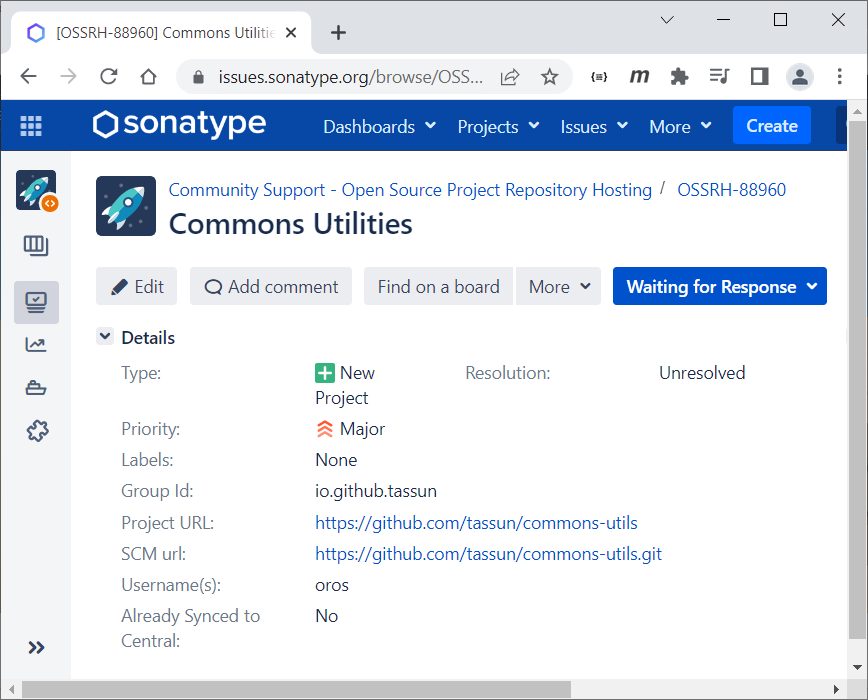 [OSSRH-88960] Commons Utilitie
issues.sonatype.org/browse/OSS...
m
sonatype
Dashboards
Projects
Issues
More
Create
Community Support - Open Source Project Repository Hosting / OSSRH-88960
Commons Utilities
Edit
Add comment
Find on a board
More
Waiting for Response
Details
Type:
New
Project
Resolution:
Unresolved
Priority:
Major
Labels:
None
Group Id:
io.github.tassun
Project URL:
https://github.com/tassun/commons-utils
SCM url:
https://github.com/tassun/commons-utils.git
Username(s):
oros
Already Synced to
Central:
No